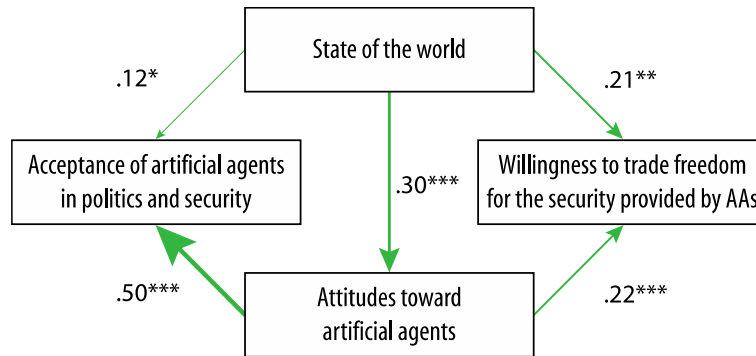 State of the world
.12*
.21**
Acceptance of artificial agents
in politics and security
.30***
Willingness to trade freedom
for the security provided by AAs
.50***
Attitudes toward
artificial agents
.22***